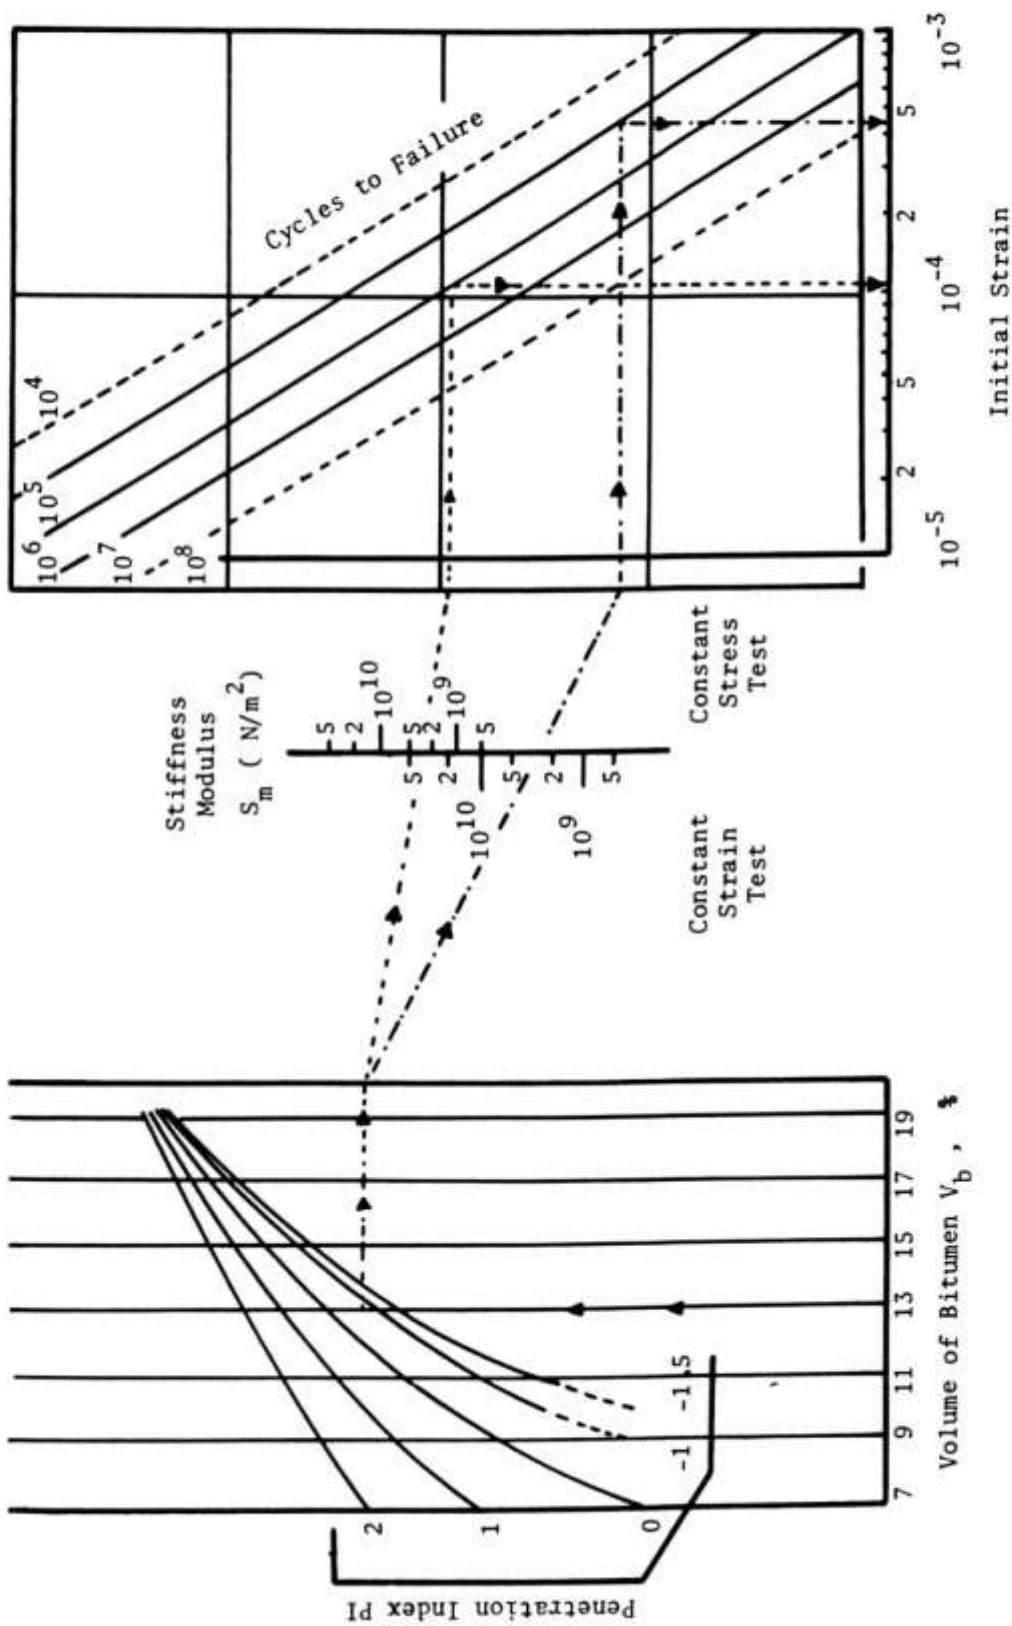 Penetration Index PI
2
1
0
-1
-1.5
7
9
11
13
15
17
19
Volume of Bitumen Vb , %
Stiffness
Modulus
Sm ( N/m2)
5
2
10^10
5
2
10^9
5
5
2
10^10
5
2
10^9
5
Constant
Strain
Test
Constant
Stress
Test
Cycles to Failure
10^4
10^5
10^6
10^7
10^8
10^-5
2
5
10^-4
2
5
10^-3
Initial Strain